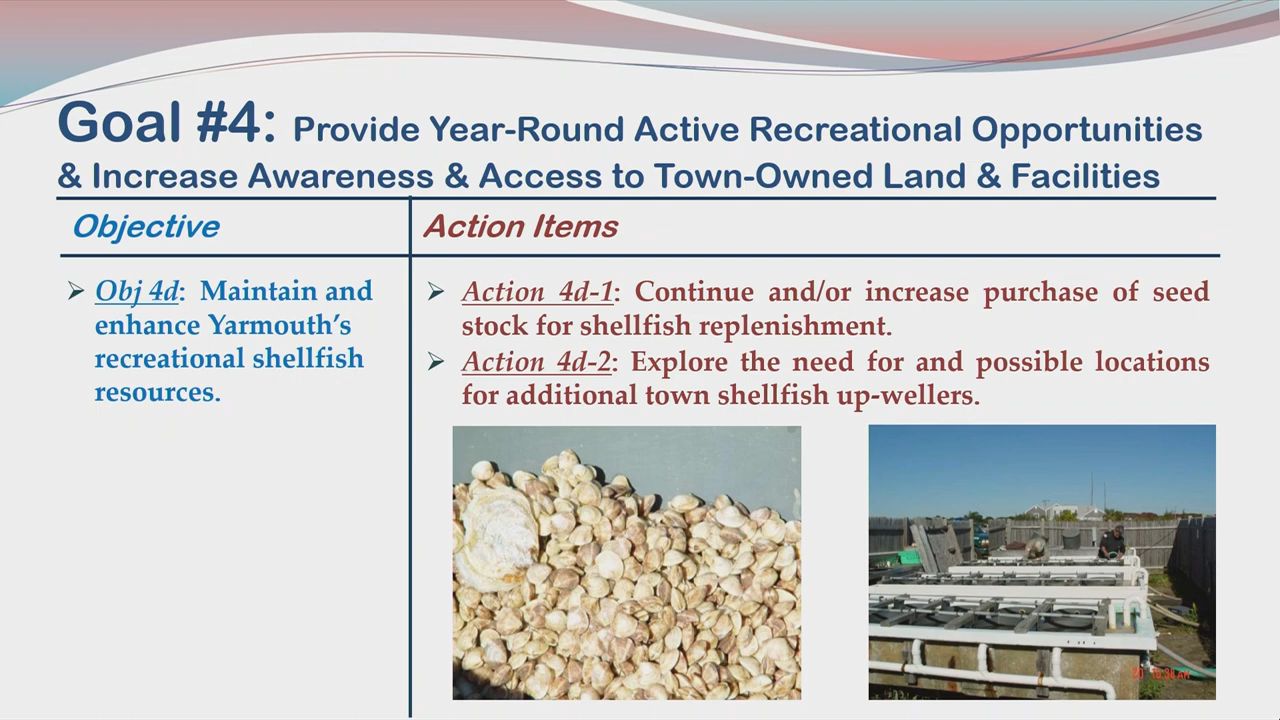 Goal #4: Provide Year-Round Active Recreational Opportunities
& Increase Awareness & Access to Town-Owned Land & Facilities
Objective
Action Items
Obj 4d: Maintain and
enhance Yarmouth's
recreational shellfish
resources.
Action 4d-1: Continue and/or increase purchase of seed
stock for shellfish replenishment.
Action 4d-2: Explore the need for and possible locations
for additional town shellfish up-wellers.